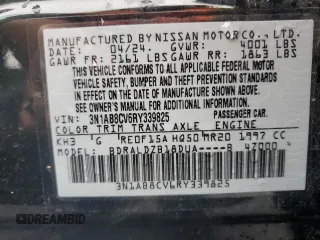 MANUFACTURED BY NISSAN MOTOR CO., LTD.
DATE: 04/24 GVWR: 4001 LBS
GAWR FR: 2161 LBS GAWR RR: 1863 LBS
THIS VEHICLE CONFORMS TO ALL APPLICABLE FEDERAL MOTOR
VEHICLE SAFETY, BUMPER AND THEFT PREVENTION STANDARDS
IN EFFECT ON THE DATE OF MANUFACTURE SHOWN ABOVE.
SEE OWNER'S MANUAL FOR ADDITIONAL INFORMATION.
VIN: 3N1AB8CV6RY339825 PASSENGER CAR
COLOR TRIM TRANS AXLE ENGINE
KH3 G RE0F15A H050 MR20 1997 CC
MODEL: BDRALDZB18DUA----B 47000
3N1AB8CV6RY339825
© AutoBidMaster